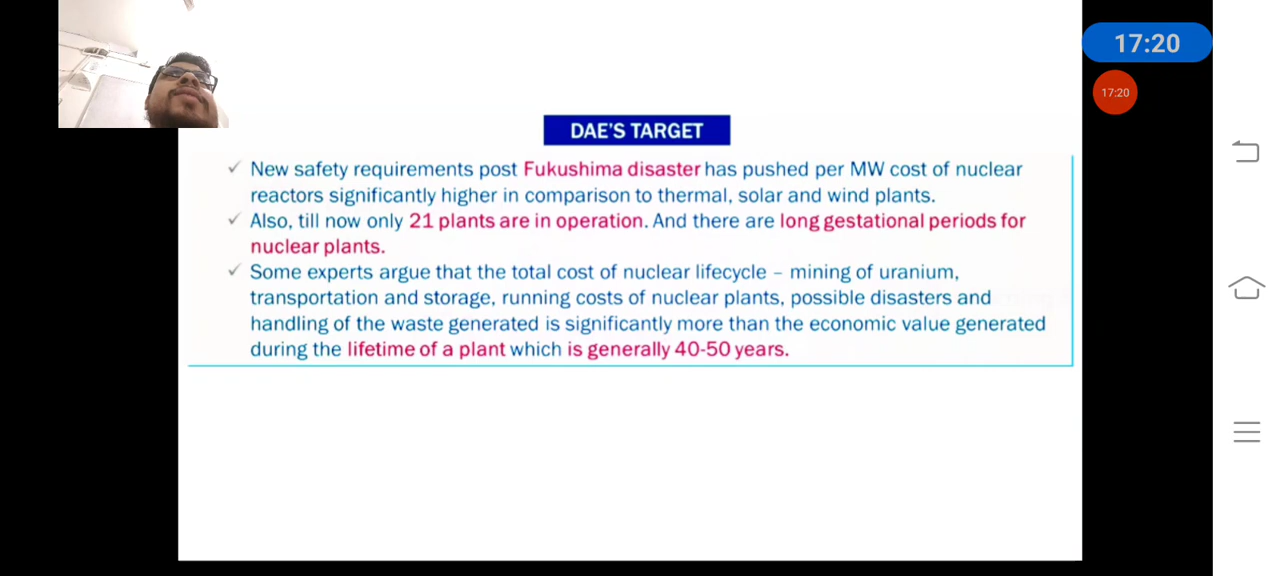 17:20
17:20
DAE'S TARGET
✓ New safety requirements post Fukushima disaster has pushed per MW cost of nuclear
reactors significantly higher in comparison to thermal, solar and wind plants.
✓ Also, till now only 21 plants are in operation. And there are long gestational periods for
nuclear plants.
✓ Some experts argue that the total cost of nuclear lifecycle – mining of uranium,
transportation and storage, running costs of nuclear plants, possible disasters and
handling of the waste generated is significantly more than the economic value generated
during the lifetime of a plant which is generally 40-50 years.